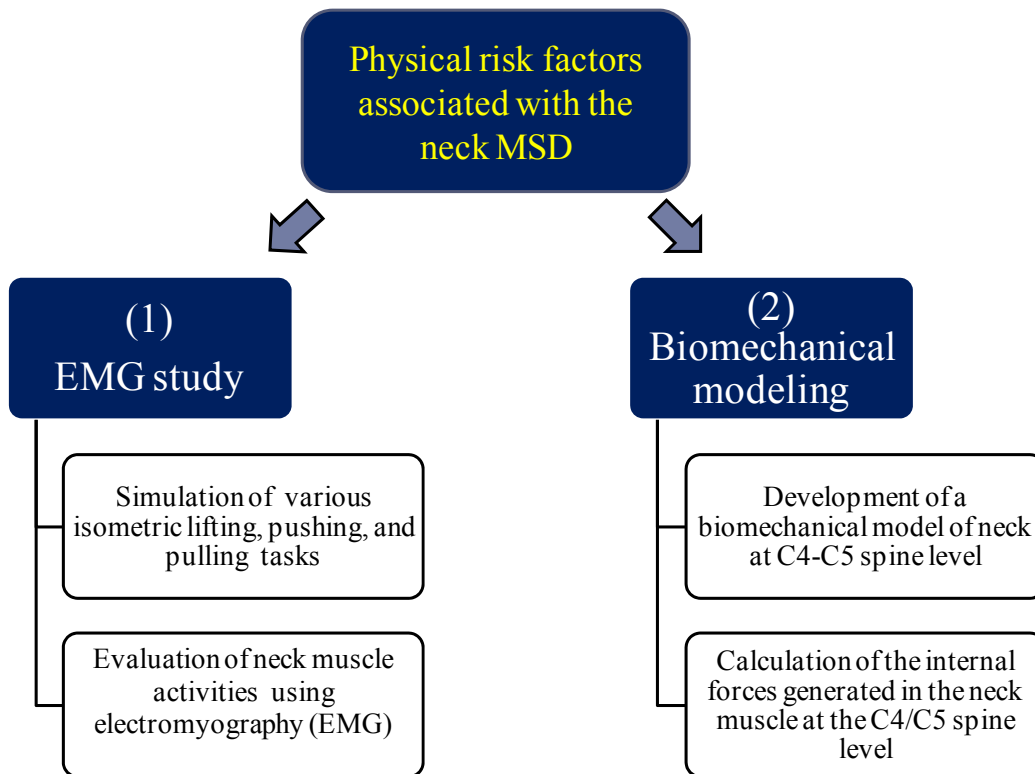 Physical risk factors
associated with the
neck MSD
(1)
EMG study
Simulation of various
isometric lifting, pushing, and
pulling tasks
Evaluation of neck muscle
activities using
electromyography (EMG)
(2)
Biomechanical
modeling
Development of a
biomechanical model of neck
at C4-C5 spine level
Calculation of the internal
forces generated in the neck
muscle at the C4/C5 spine
level